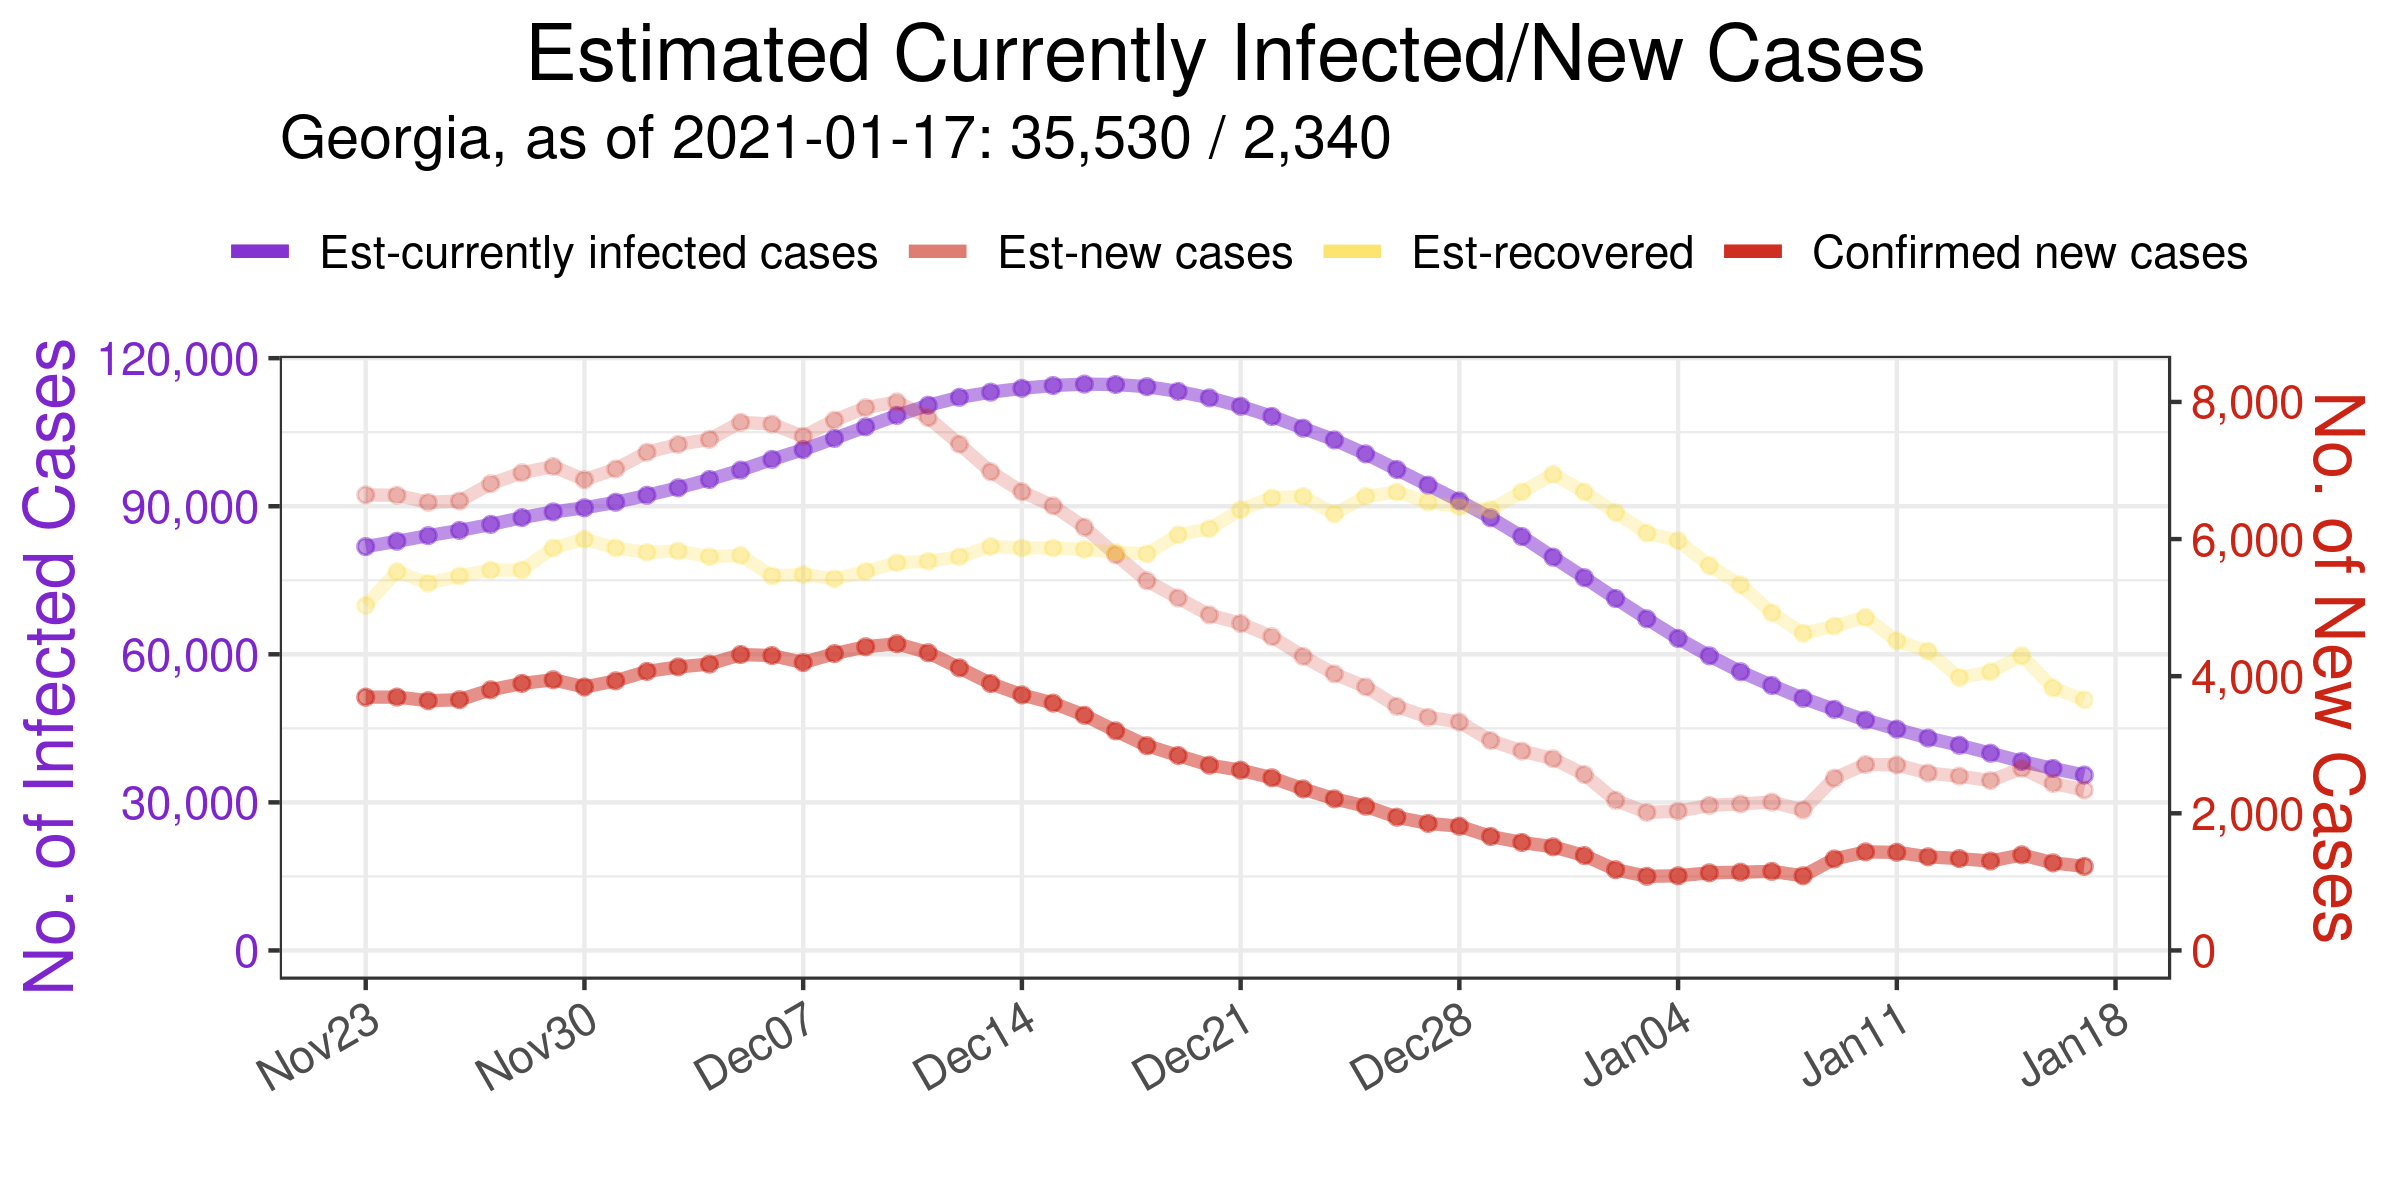 Estimated Currently Infected/New Cases
Georgia, as of 2021-01-17: 35,530 / 2,340
Est-currently infected cases Est-new cases Est-recovered Confirmed new cases
No. of Infected Cases
120,000
90,000
60,000
30,000
0
8,000
6,000
4,000
2,000
0
No. of New Cases
Nov23 Nov30 Dec07 Dec14 Dec21 Dec28 Jan04 Jan11 Jan18